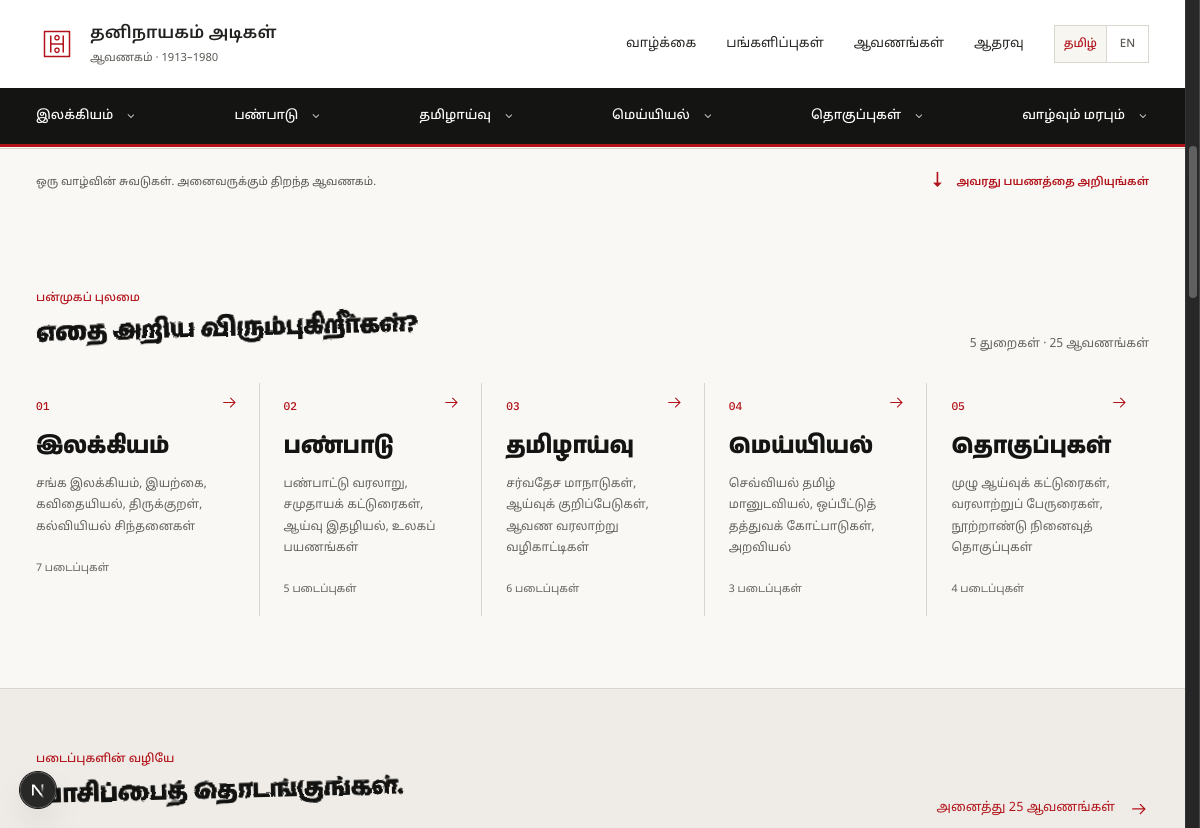 தனிநாயகம் அடிகள்
ஆவணகம் · 1913–1980
வாழ்க்கை பங்களிப்புகள் ஆவணங்கள் ஆதரவு தமிழ் EN
இலக்கியம் பண்பாடு தமிழாய்வு மெய்யியல் தொகுப்புகள் வாழ்வும் மரபும்
ஒரு வாழ்வின் சுவடுகள். அனைவருக்கும் திறந்த ஆவணகம்.
↓ அவரது பயணத்தை அறியுங்கள்
பன்முகப் புலமை
எதை அறிய விரும்புகிறீர்கள்?
5 துறைகள் · 25 ஆவணங்கள்
01 →
இலக்கியம்
சங்க இலக்கியம், இயற்கை,
கவிதையியல், திருக்குறள்,
கல்வியியல் சிந்தனைகள்
7 படைப்புகள்
02 →
பண்பாடு
பண்பாட்டு வரலாறு,
சமுதாயக் கட்டுரைகள்,
ஆய்வு இதழியல், உலகப்
பயணங்கள்
5 படைப்புகள்
03 →
தமிழாய்வு
சர்வதேச மாநாடுகள்,
ஆய்வுக் குறிப்பேடுகள்,
ஆவண வரலாற்று
வழிகாட்டிகள்
6 படைப்புகள்
04 →
மெய்யியல்
செவ்வியல் தமிழ்
மானுடவியல், ஒப்பீட்டுத்
தத்துவக் கோட்பாடுகள்,
அறவியல்
3 படைப்புகள்
05 →
தொகுப்புகள்
முழு ஆய்வுக் கட்டுரைகள்,
வரலாற்றுப் பேருரைகள்,
நூற்றாண்டு நினைவுத்
தொகுப்புகள்
4 படைப்புகள்
படைப்புகளின் வழியே
தொடங்குங்கள்.
அனைத்து 25 ஆவணங்கள் →
N